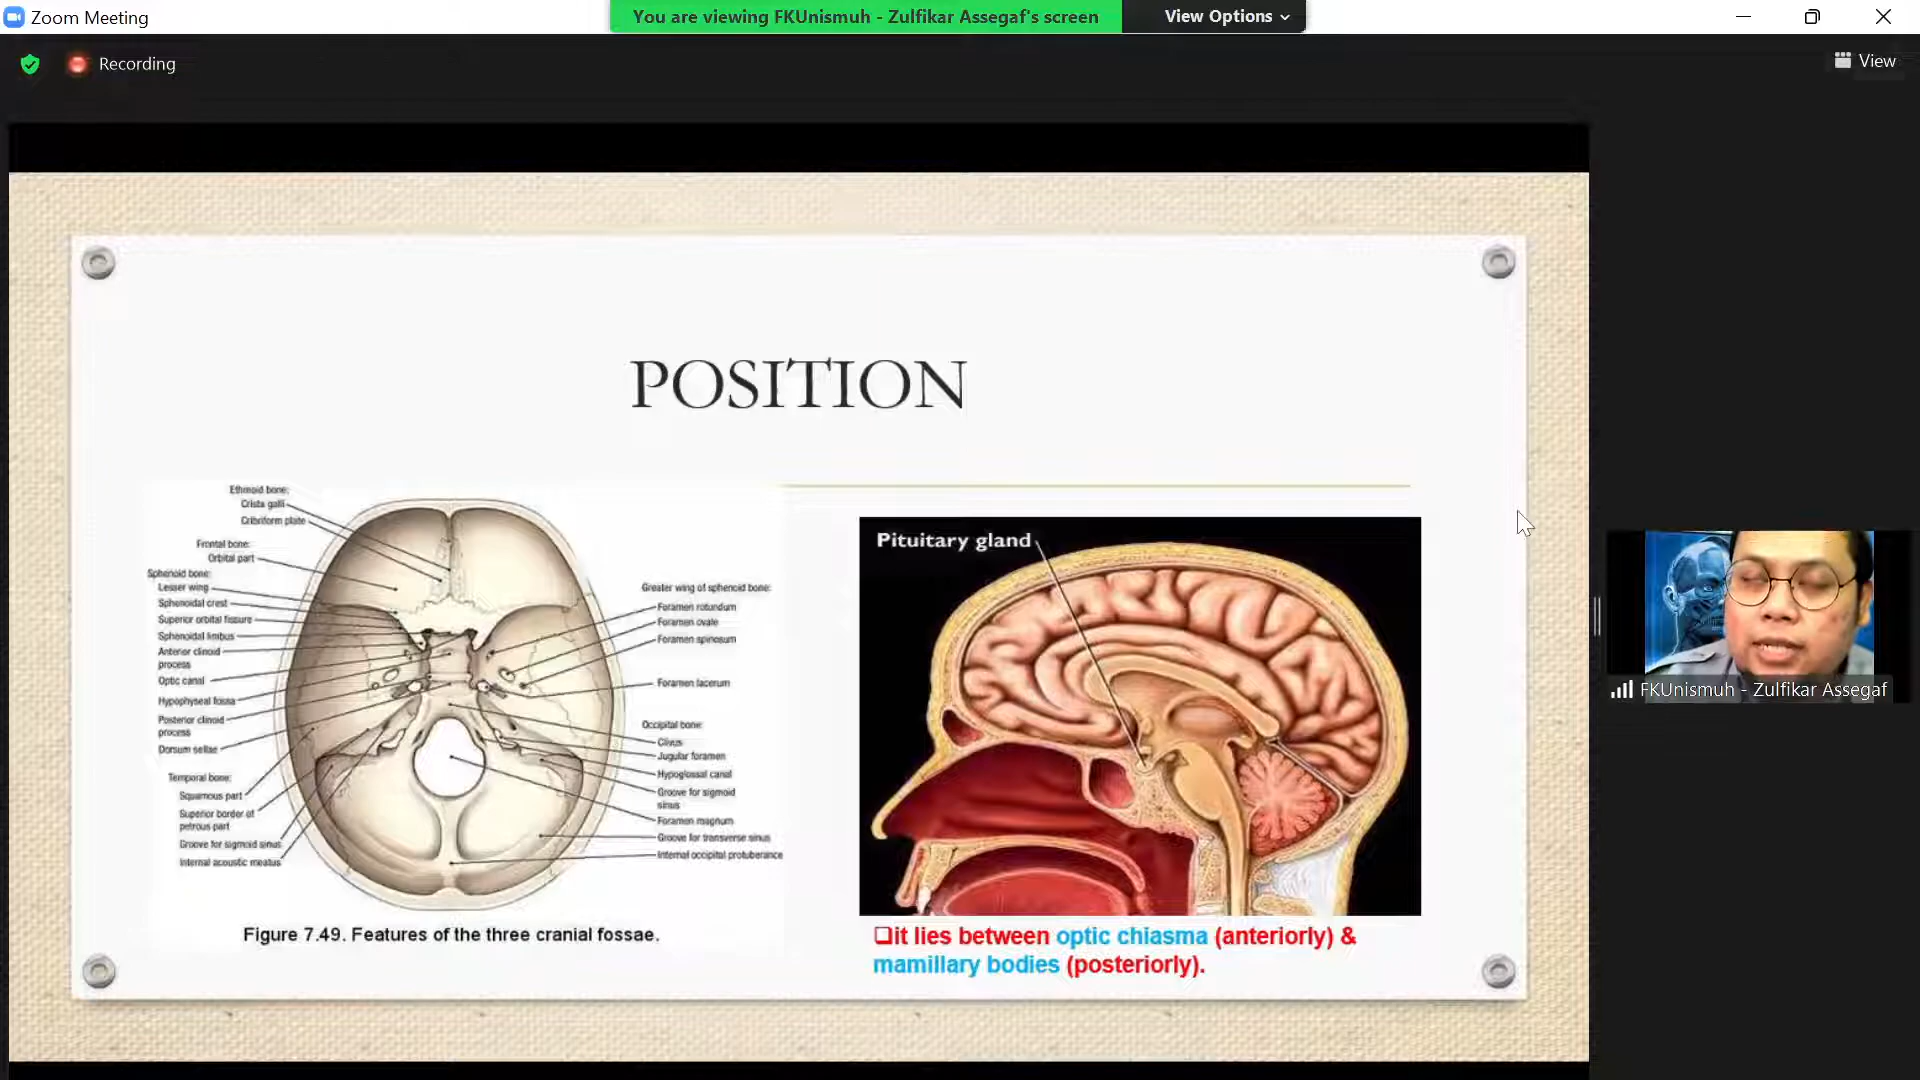 Zoom Meeting
You are viewing FKUnismuh - Zulfikar Assegaf's screen
View Options
Recording
View
POSITION
Ethmoid bone:
Crista galli
Cribriform plate
Frontal bone:
Orbital part
Sphenoid bone:
Lesser wing
Sphenoidal crest
Superior orbital fissure
Sphenoidal limbus
Anterior clinoid
process
Optic canal
Hypophyseal fossa
Posterior clinoid
process
Dorsum sellae
Temporal bone:
Squamous part
Superior border of
petrous part
Groove for sigmoid sinus
Internal acoustic meatus
Greater wing of sphenoid bone:
Foramen rotundum
Foramen ovale
Foramen spinosum
Foramen lacerum
Occipital bone:
Clivus
Jugular foramen
Hypoglossal canal
Groove for sigmoid
sinus
Foramen magnum
Groove for transverse sinus
Internal occipital protuberance
Figure 7.49. Features of the three cranial fossae.
Pituitary gland
❑it lies between optic chiasma (anteriorly) &
mamillary bodies (posteriorly).
FKUnismuh - Zulfikar Assegaf